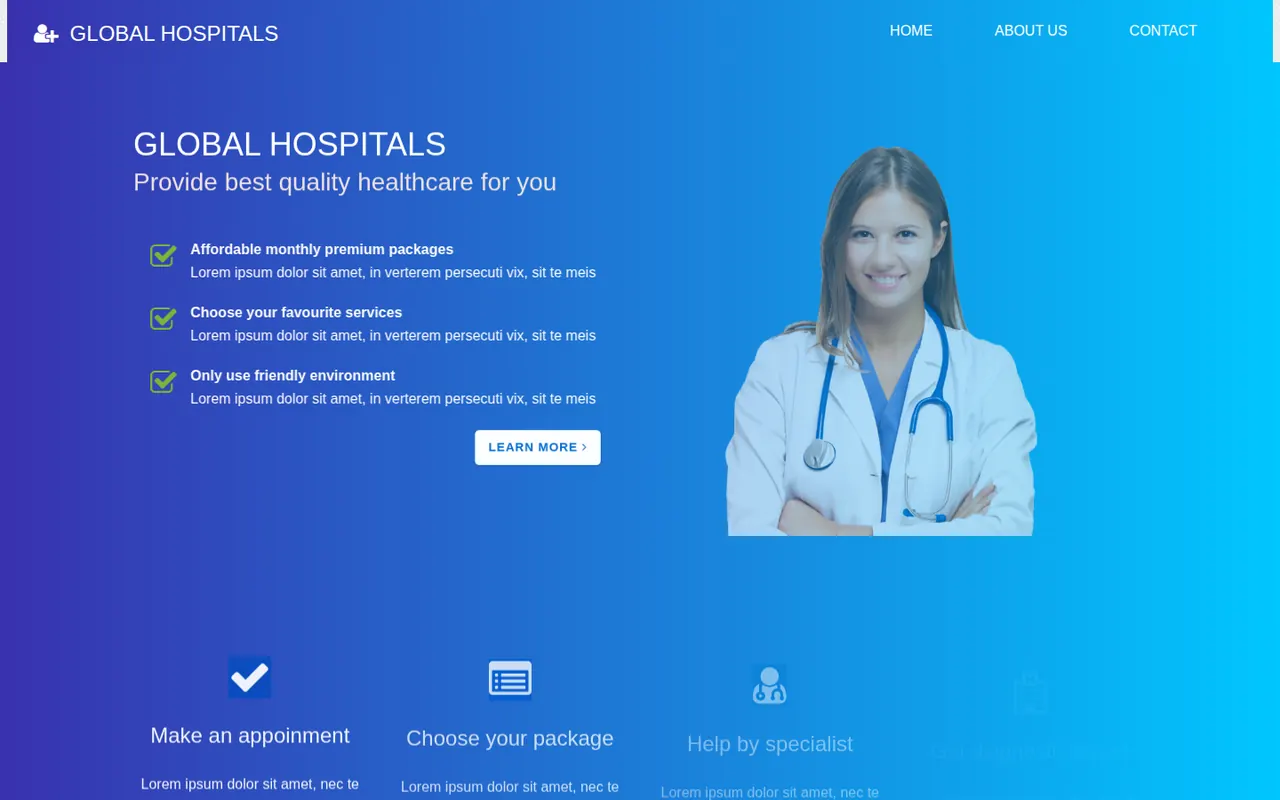 GLOBAL HOSPITALS
HOME
ABOUT US
CONTACT
GLOBAL HOSPITALS
Provide best quality healthcare for you
Affordable monthly premium packages
Lorem ipsum dolor sit amet, in verterem persecuti vix, sit te meis
Choose your favourite services
Lorem ipsum dolor sit amet, in verterem persecuti vix, sit te meis
Only use friendly environment
Lorem ipsum dolor sit amet, in verterem persecuti vix, sit te meis
LEARN MORE ›
Make an appoinment
Choose your package
Help by specialist
Lorem ipsum dolor sit amet, nec te
Lorem ipsum dolor sit amet, nec te
Lorem ipsum dolor sit amet, nec te